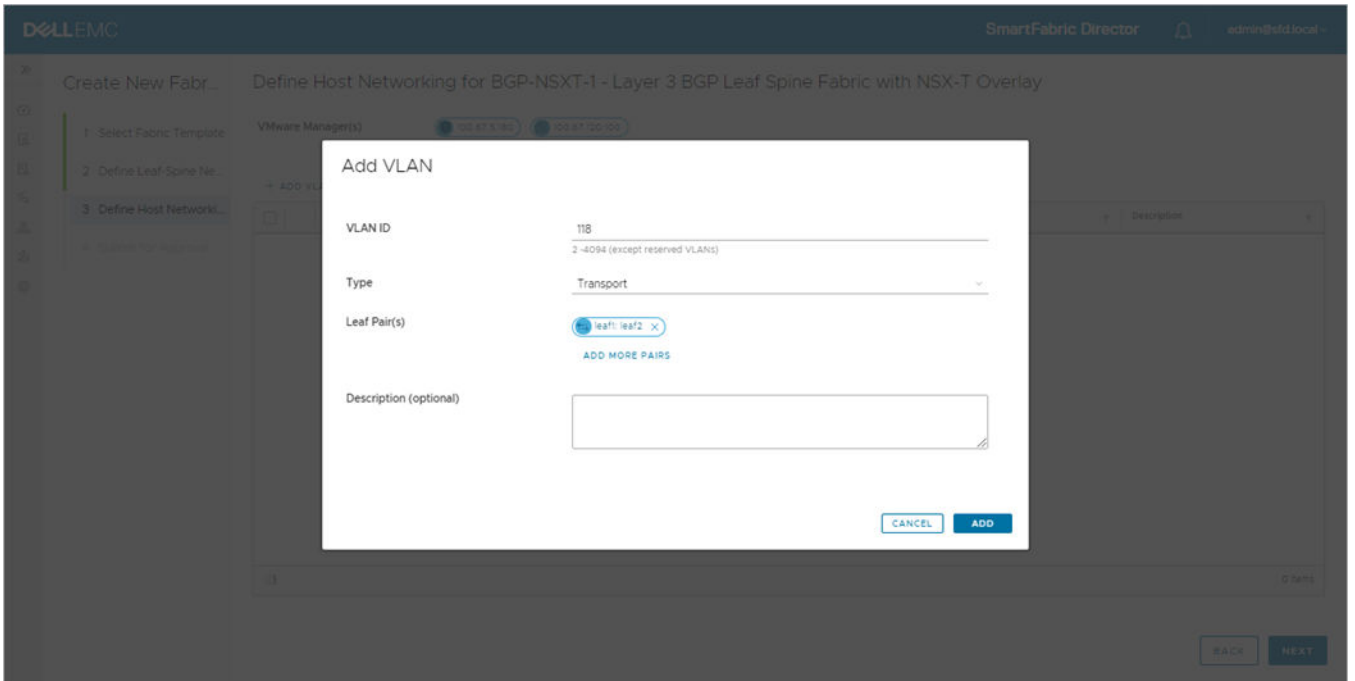 DELLEMC
SmartFabric Director
admin@sfd.local
Create New Fabr...
Define Host Networking for BGP-NSXT-1 - Layer 3 BGP Leaf Spine Fabric with NSX-T Overlay
1 Select Fabric Template
VMware Manager(s)
2 Define Leaf-Spine Ne...
+ ADD VLA
3 Define Host Networki...
Description
Add VLAN
VLAN ID
118
2 -4094 (except reserved VLANs)
Type
Transport
Leaf Pair(s)
leaf1: leaf2
ADD MORE PAIRS
Description (optional)
CANCEL
ADD
0 items
BACK
NEXT